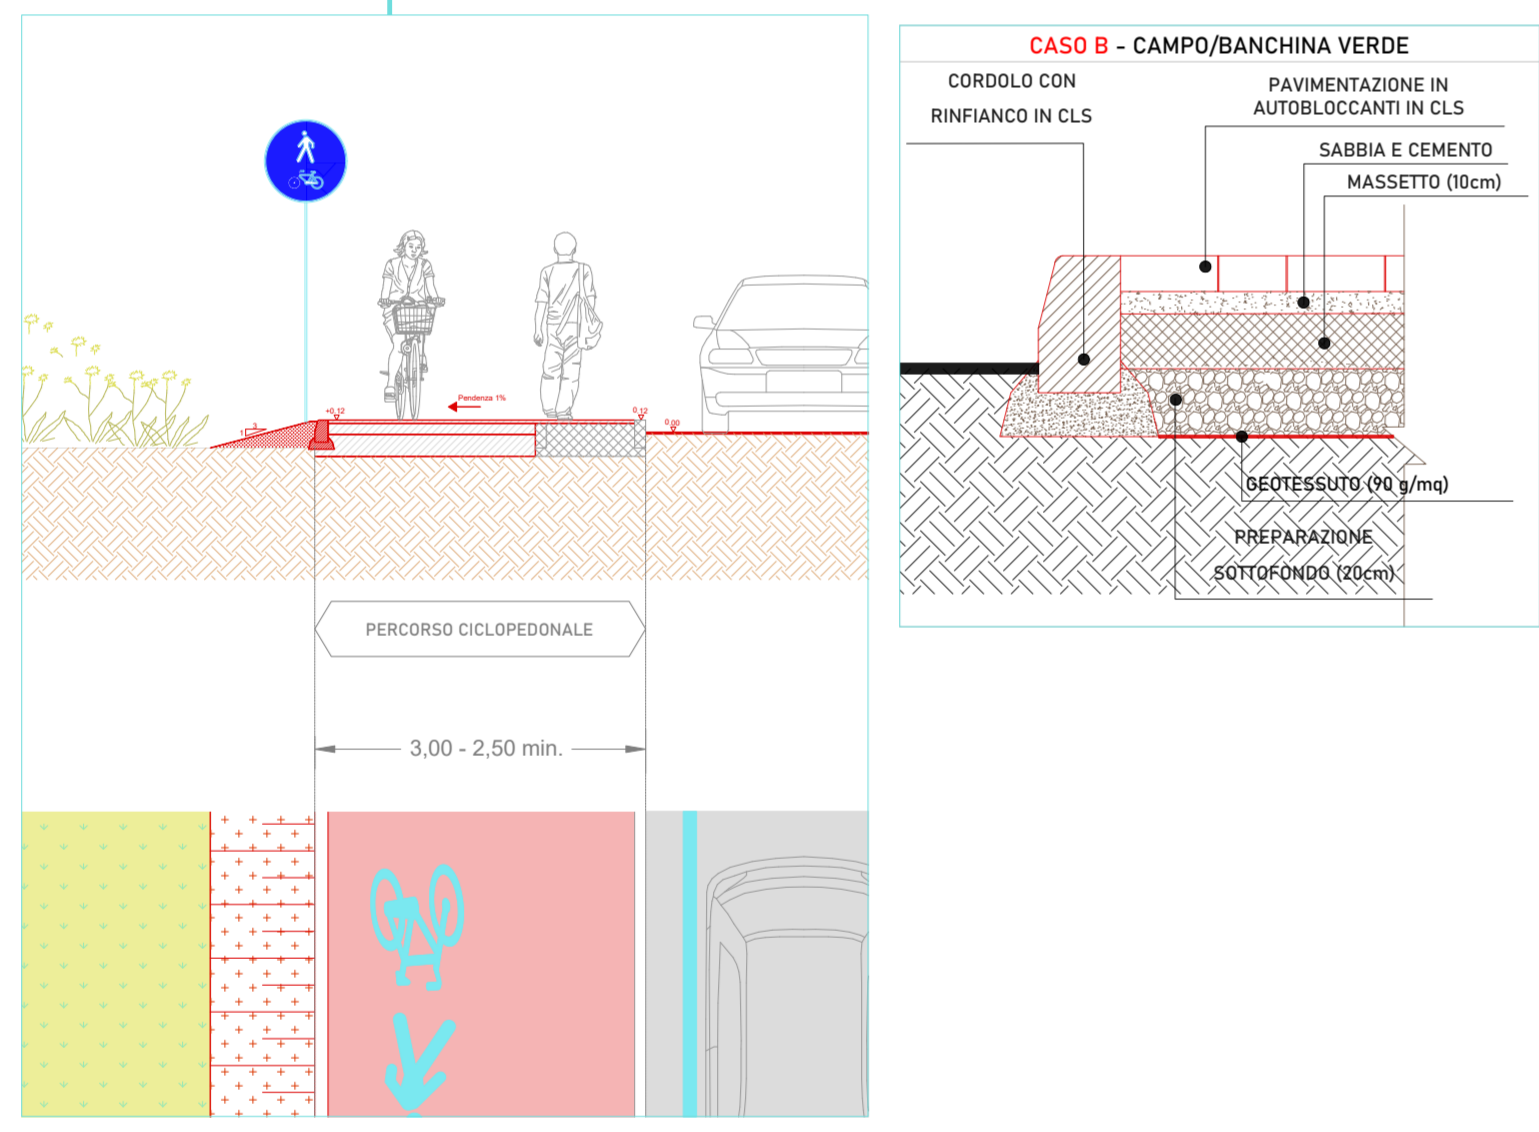 Pendenza 1%
+0.12
0.12
0.00
3
1
PERCORSO CICLOPEDONALE
3,00 - 2,50 min.
CASO B - CAMPO/BANCHINA VERDE
CORDOLO CON
RINFIANCO IN CLS
PAVIMENTAZIONE IN
AUTOBLOCCANTI IN CLS
SABBIA E CEMENTO
MASSETTO (10cm)
GEOTESSUTO (90 g/mq)
PREPARAZIONE
SOTTOFONDO (20cm)